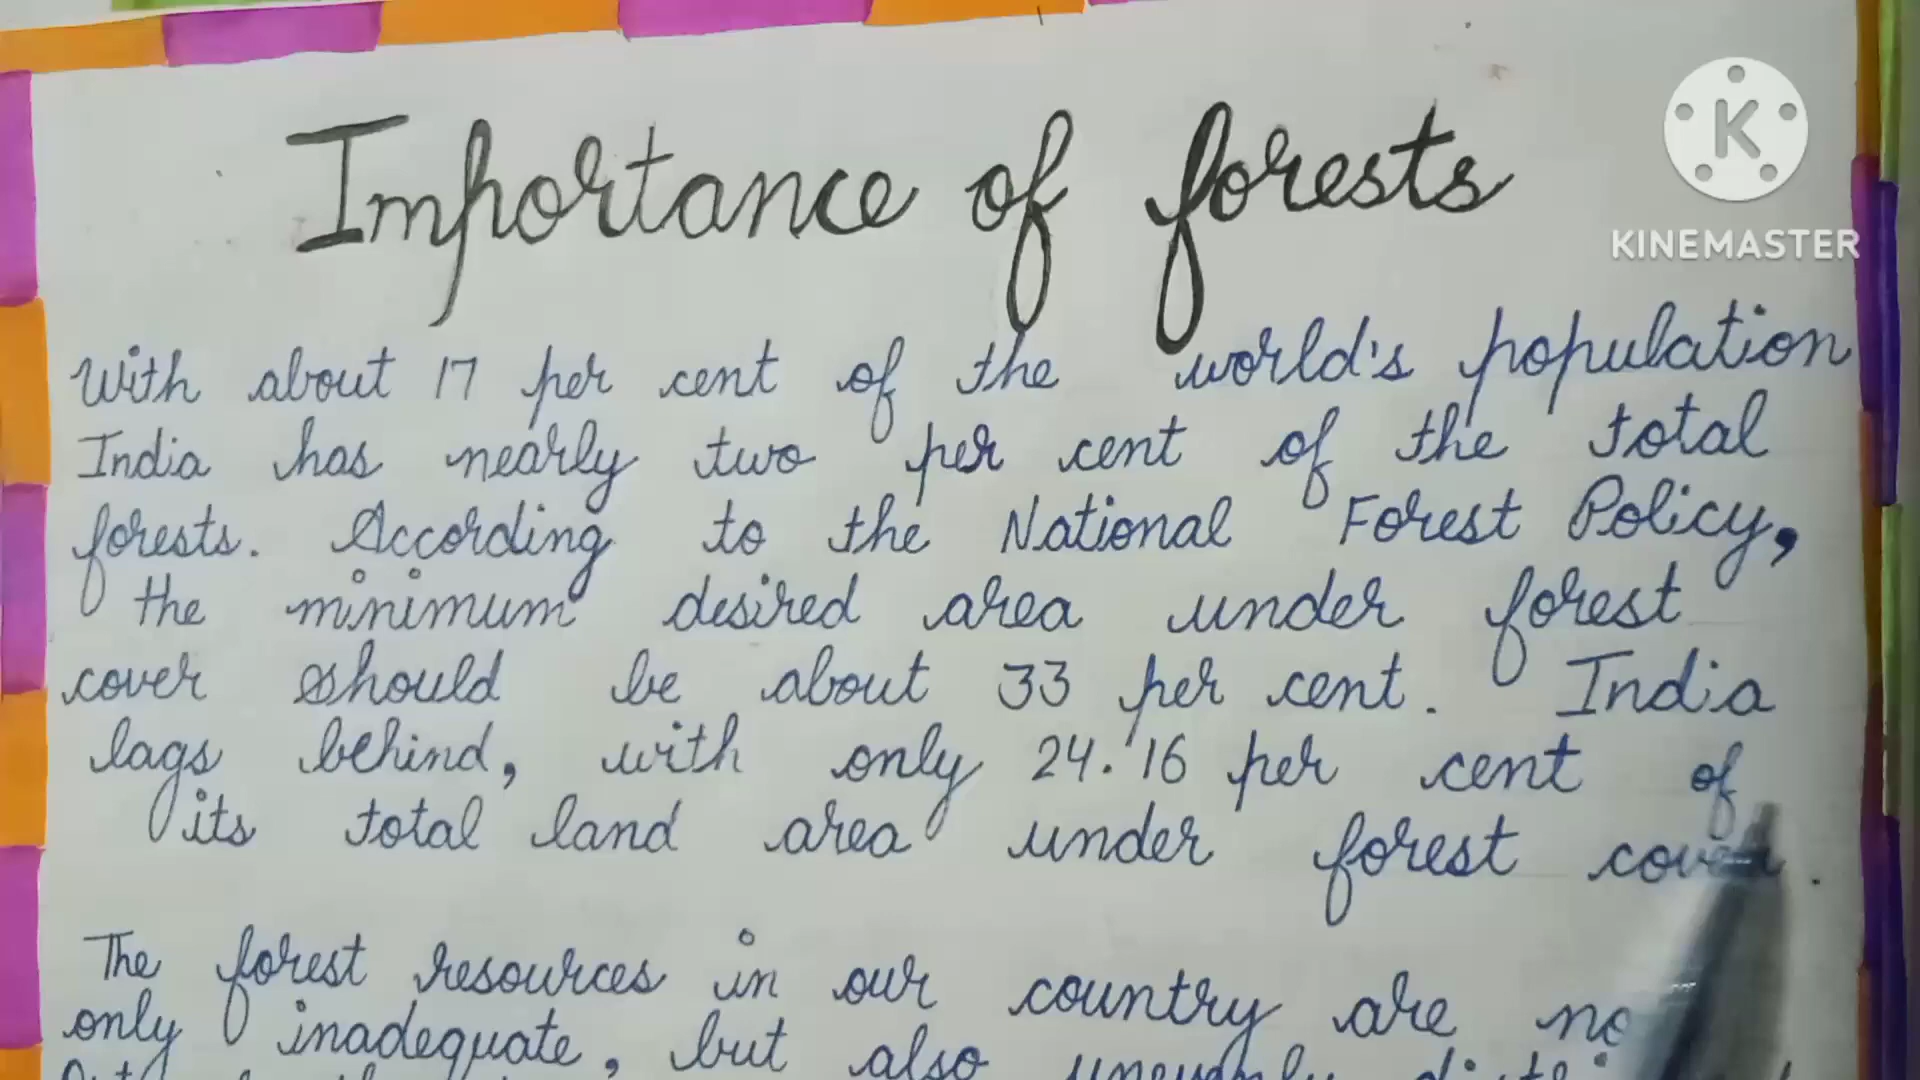 Importance of forests
K
KINEMASTER
With about 17 per cent of the world's population
India has nearly two per cent of the total
forests. According to the National Forest Policy,
the minimum desired area under forest
cover should be about 33 per cent. India
lags behind, with only 24.16 per cent of
its total land area under forest cover.
The forest resources in our country are
only inadequate, but also